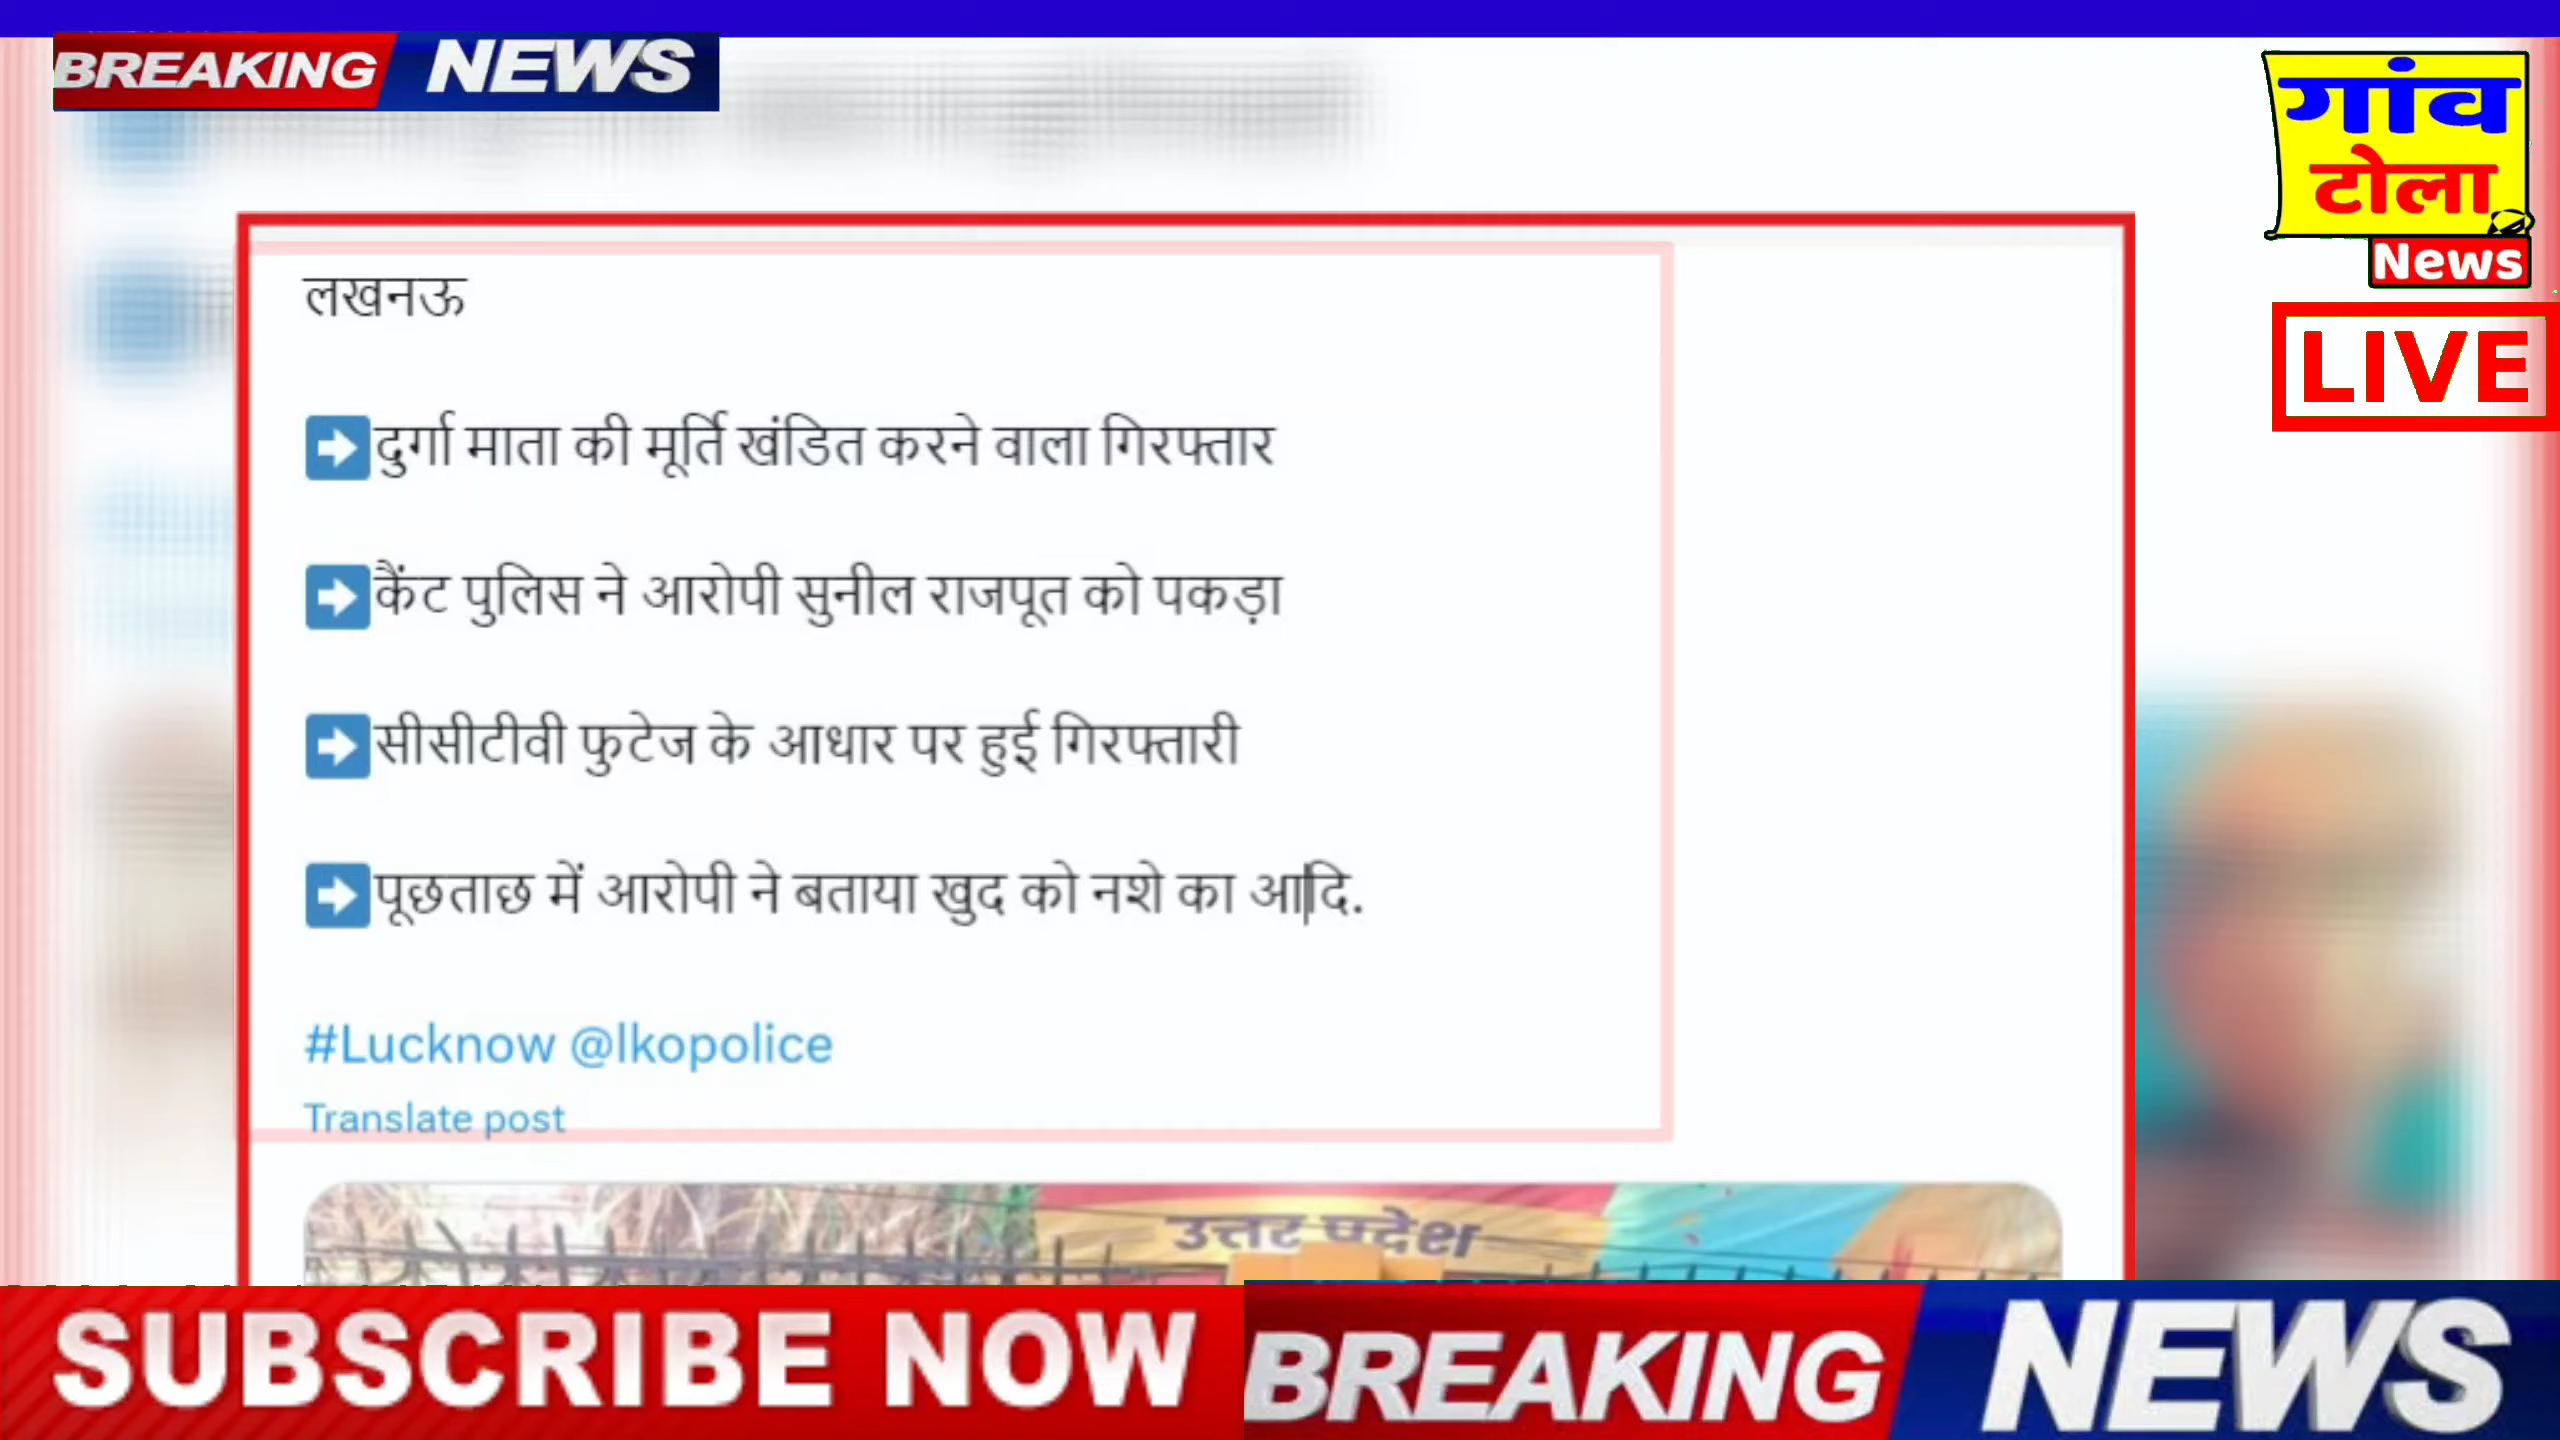 BREAKING NEWS
गांव
टोला
News
LIVE
लखनऊ
➡दुर्गा माता की मूर्ति खंडित करने वाला गिरफ्तार
➡कैंट पुलिस ने आरोपी सुनील राजपूत को पकड़ा
➡सीसीटीवी फुटेज के आधार पर हुई गिरफ्तारी
➡पूछताछ में आरोपी ने बताया खुद को नशे का आदि.
#Lucknow @lkopolice
Translate post
उत्तर प्रदेश
SUBSCRIBE NOW BREAKING NEWS